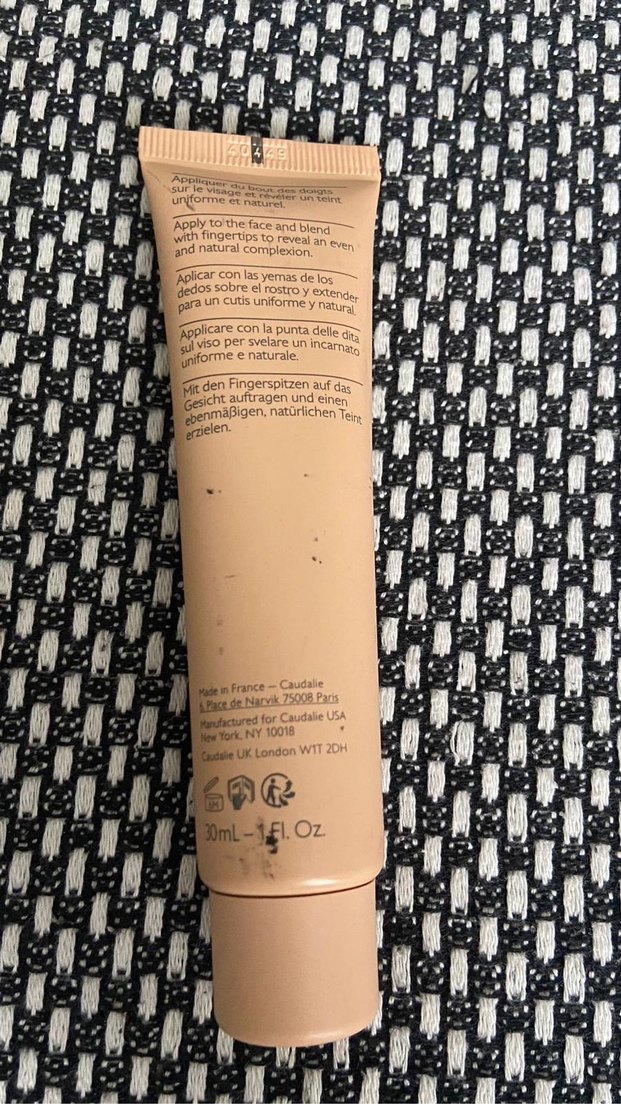 Appliquer du bout des doigts
sur le visage et révéler un teint
uniforme et naturel.
Apply to the face and blend
with fingertips to reveal an even
and natural complexion.
Aplicar con las yemas de los
dedos sobre el rostro y extender
para un cutis uniforme y natural.
Applicare con la punta delle dita
sul viso per svelare un incarnato
uniforme e naturale.
Mit den Fingerspitzen auf das
Gesicht auftragen und einen
ebenmäßigen, natürlichen Teint
erzielen.
Made in France – Caudalie
6, Place de Narvik 75008 Paris
Manufactured for Caudalie USA
New York, NY 10018
Caudalie UK London W1T 2DH
6M
30mL – 1 Fl. Oz.